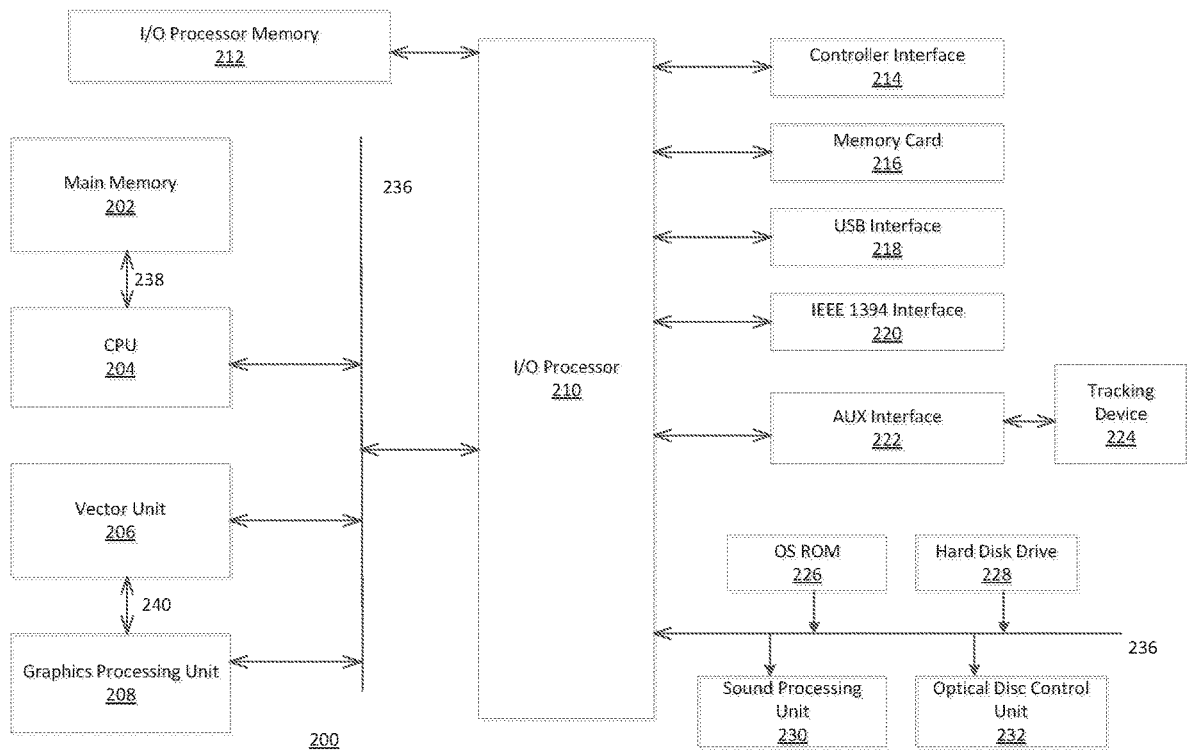 I/O Processor Memory
212
Main Memory
202
238
CPU
204
236
Vector Unit
206
240
Graphics Processing Unit
208
200
I/O Processor
210
Controller Interface
214
Memory Card
216
USB Interface
218
IEEE 1394 Interface
220
AUX Interface
222
Tracking
Device
224
OS ROM
226
Hard Disk Drive
228
236
Sound Processing
Unit
230
Optical Disc Control
Unit
232